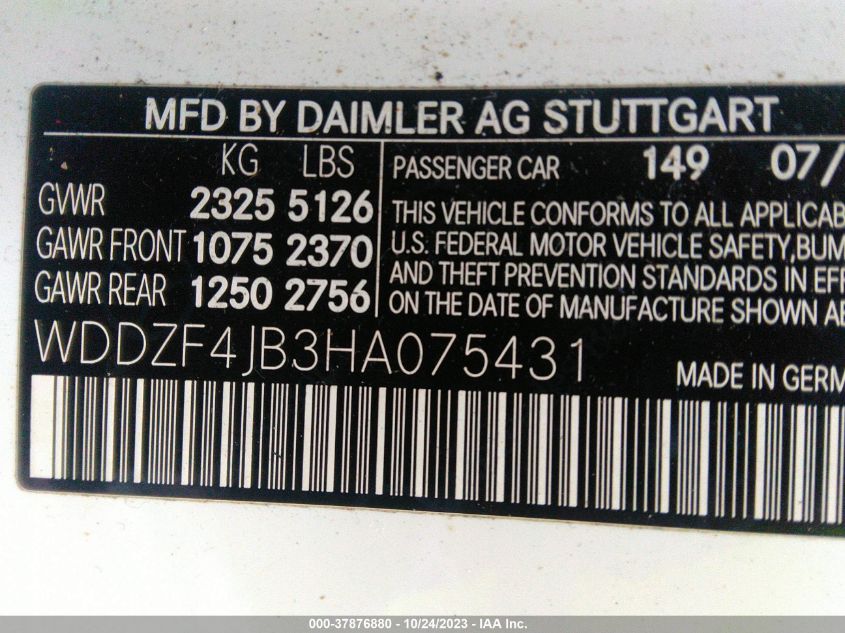 MFD BY DAIMLER AG STUTTGART
KG LBS
GVWR 2325 5126
GAWR FRONT 1075 2370
GAWR REAR 1250 2756
PASSENGER CAR 149 07/
THIS VEHICLE CONFORMS TO ALL APPLICAB
U.S. FEDERAL MOTOR VEHICLE SAFETY, BUM
AND THEFT PREVENTION STANDARDS IN EFF
ON THE DATE OF MANUFACTURE SHOWN AB
WDDZF4JB3HA075431
MADE IN GERM
000-37876880 - 10/24/2023 - IAA Inc.